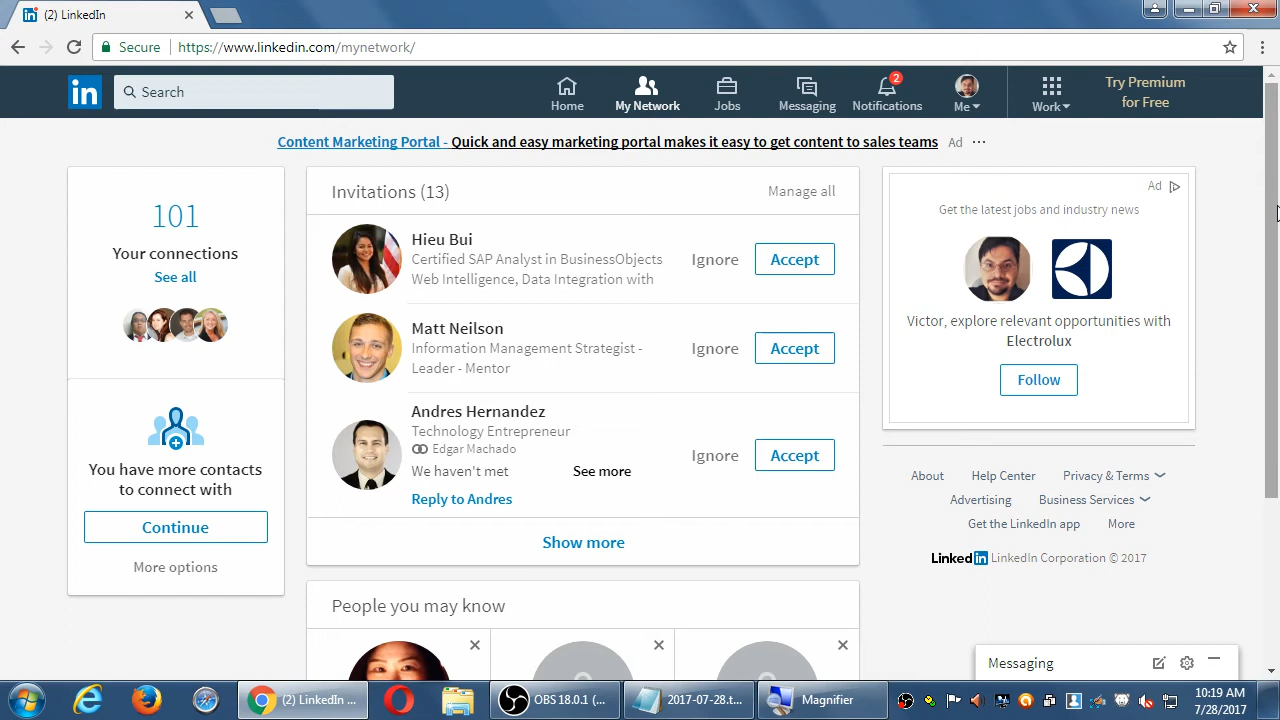 (2) LinkedIn
Secure https://www.linkedin.com/mynetwork/
in Search Home My Network Jobs Messaging 2 Notifications Me Work Try Premium for Free
Content Marketing Portal - Quick and easy marketing portal makes it easy to get content to sales teams Ad
101
Your connections
See all
You have more contacts
to connect with
Continue
More options
Invitations (13) Manage all
Hieu Bui
Certified SAP Analyst in BusinessObjects
Web Intelligence, Data Integration with
Ignore Accept
Matt Neilson
Information Management Strategist -
Leader - Mentor
Ignore Accept
Andres Hernandez
Technology Entrepreneur
Edgar Machado
We haven't met See more
Ignore Accept
Reply to Andres
Show more
People you may know
Ad
Get the latest jobs and industry news
Victor, explore relevant opportunities with
Electrolux
Follow
About Help Center Privacy & Terms
Advertising Business Services
Get the LinkedIn app More
LinkedIn LinkedIn Corporation © 2017
Messaging
(2) LinkedIn ... OBS 18.0.1 (... 2017-07-28.t... Magnifier
10:19 AM
7/28/2017